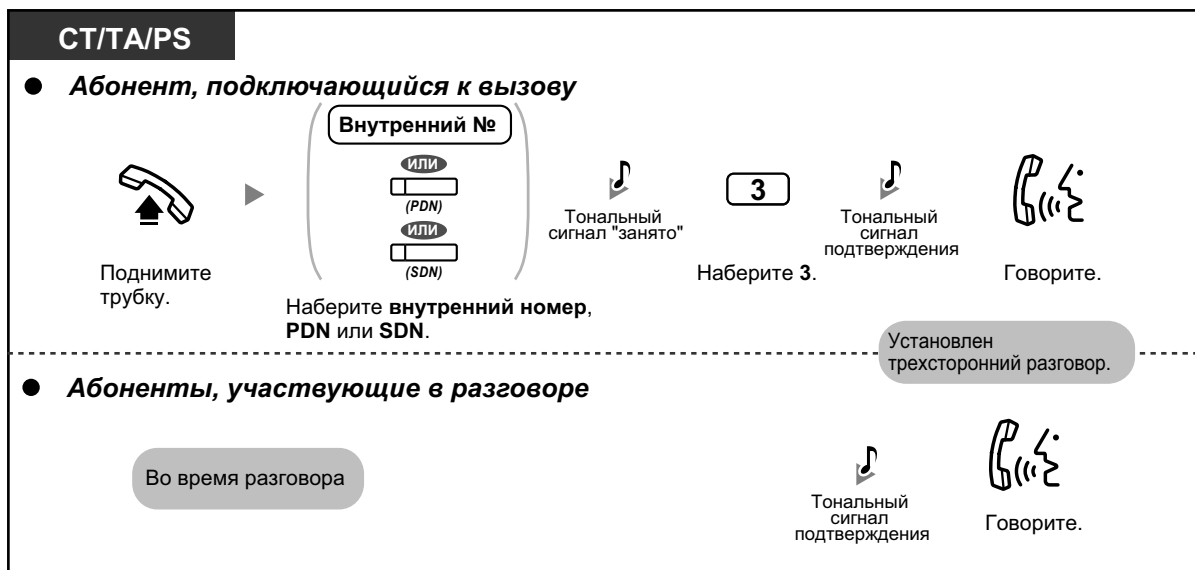 CT/TA/PS
Абонент, подключающийся к вызову
Внутренний №
или
(PDN)
или
(SDN)
Поднимите
трубку.
Наберите внутренний номер,
PDN или SDN.
Тональный
сигнал "занято"
3
Наберите 3.
Тональный
сигнал
подтверждения
Говорите.
Установлен
трехсторонний разговор.
Абоненты, участвующие в разговоре
Во время разговора
Тональный
сигнал
подтверждения
Говорите.